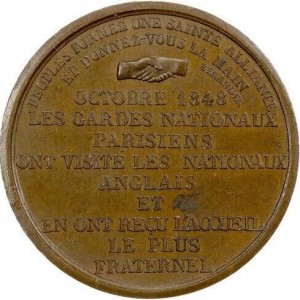 PEUPLES FORMEZ UNE SAINTE ALLIANCE
ET DONNEZ-VOUS LA MAIN
BERANGER
OCTOBRE 1848
LES GARDES NATIONAUX
PARISIENS
ONT VISITÉ LES NATIONAUX
ANGLAIS
ET
EN ONT REÇU L'ACCUEIL
LE PLUS
FRATERNEL